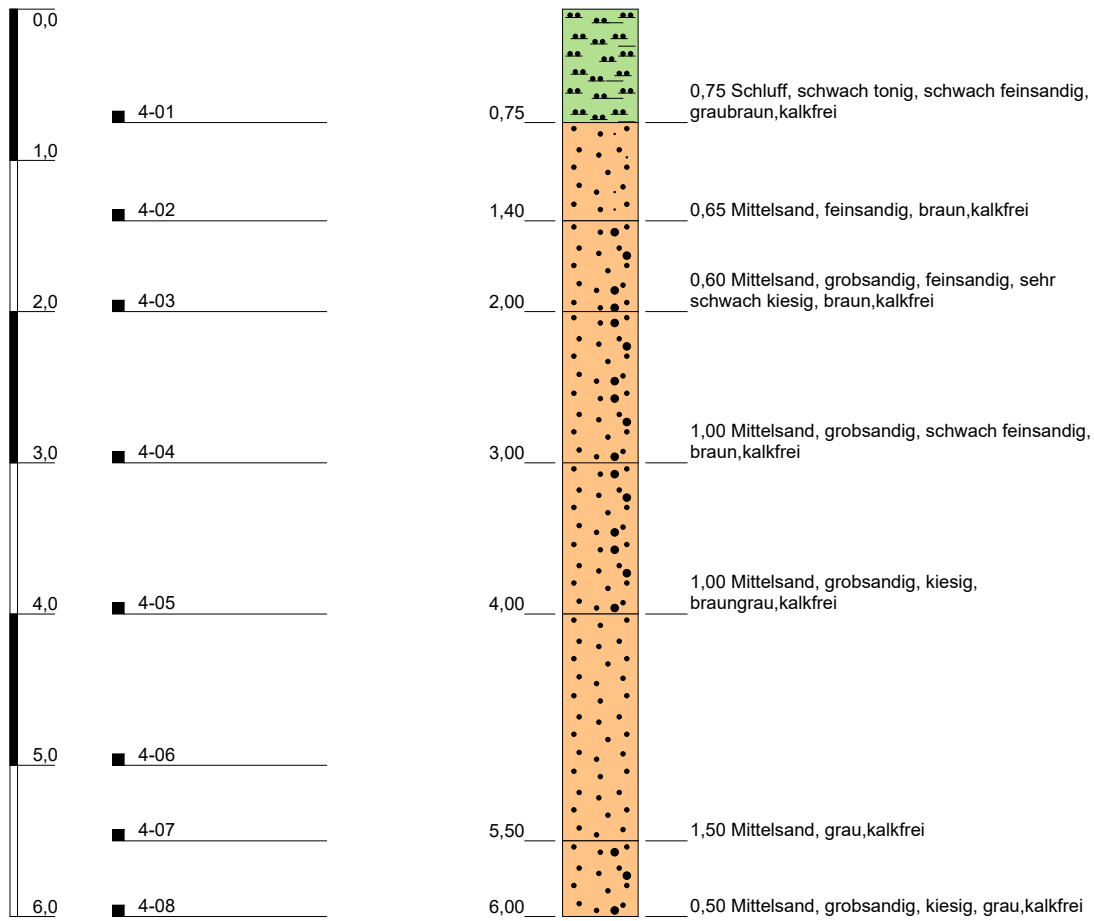 0,0
0,75 Schluff, schwach tonig, schwach feinsandig,
4-01 0,75 graubraun,kalkfrei
1,0
4-02 1,40 0,65 Mittelsand, feinsandig, braun,kalkfrei
0,60 Mittelsand, grobsandig, feinsandig, sehr
2,0 4-03 2,00 schwach kiesig, braun,kalkfrei
1,00 Mittelsand, grobsandig, schwach feinsandig,
3,0 4-04 3,00 braun,kalkfrei
1,00 Mittelsand, grobsandig, kiesig,
4,0 4-05 4,00 braungrau,kalkfrei
5,0 4-06
4-07 5,50 1,50 Mittelsand, grau,kalkfrei
6,0 4-08 6,00 0,50 Mittelsand, grobsandig, kiesig, grau,kalkfrei